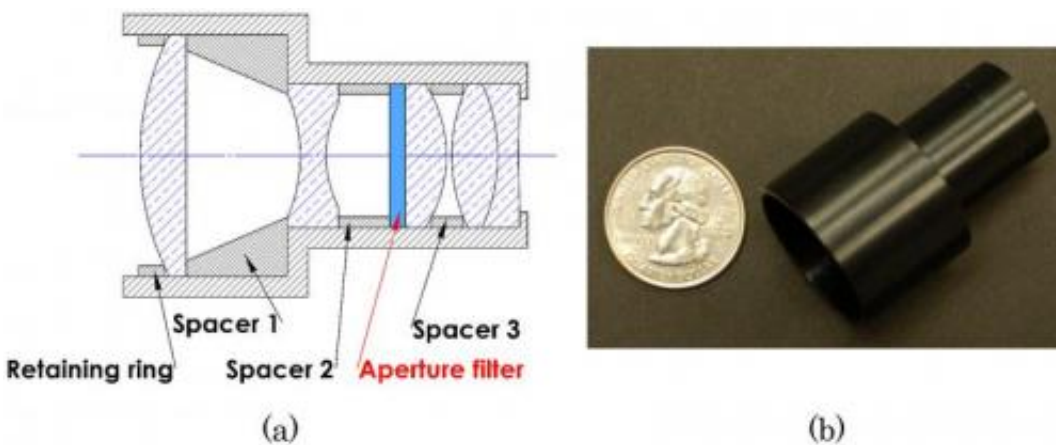 Spacer 1
Spacer 3
Retaining ring
Spacer 2
Aperture filter
(a)
(b)